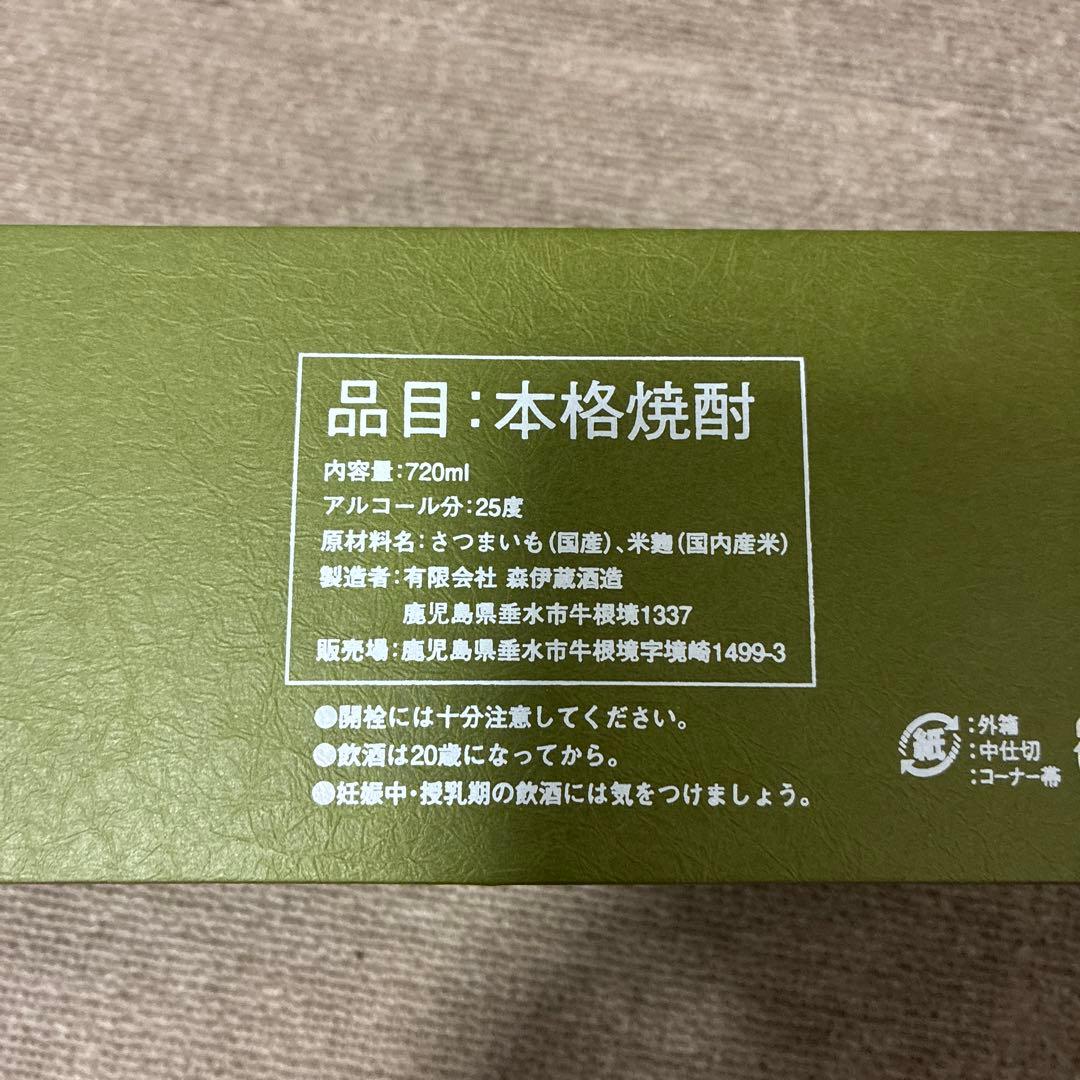 品目：本格焼酎
内容量：720ml
アルコール分：25度
原材料名：さつまいも（国産）、米麹（国内産米）
製造者：有限会社 森伊蔵酒造
鹿児島県垂水市牛根境1337
販売場：鹿児島県垂水市牛根境字境崎1499-3
●開栓には十分注意してください。
●飲酒は20歳になってから。
●妊娠中・授乳期の飲酒には気をつけましょう。
紙
：外箱
：中仕切
：コーナー帯